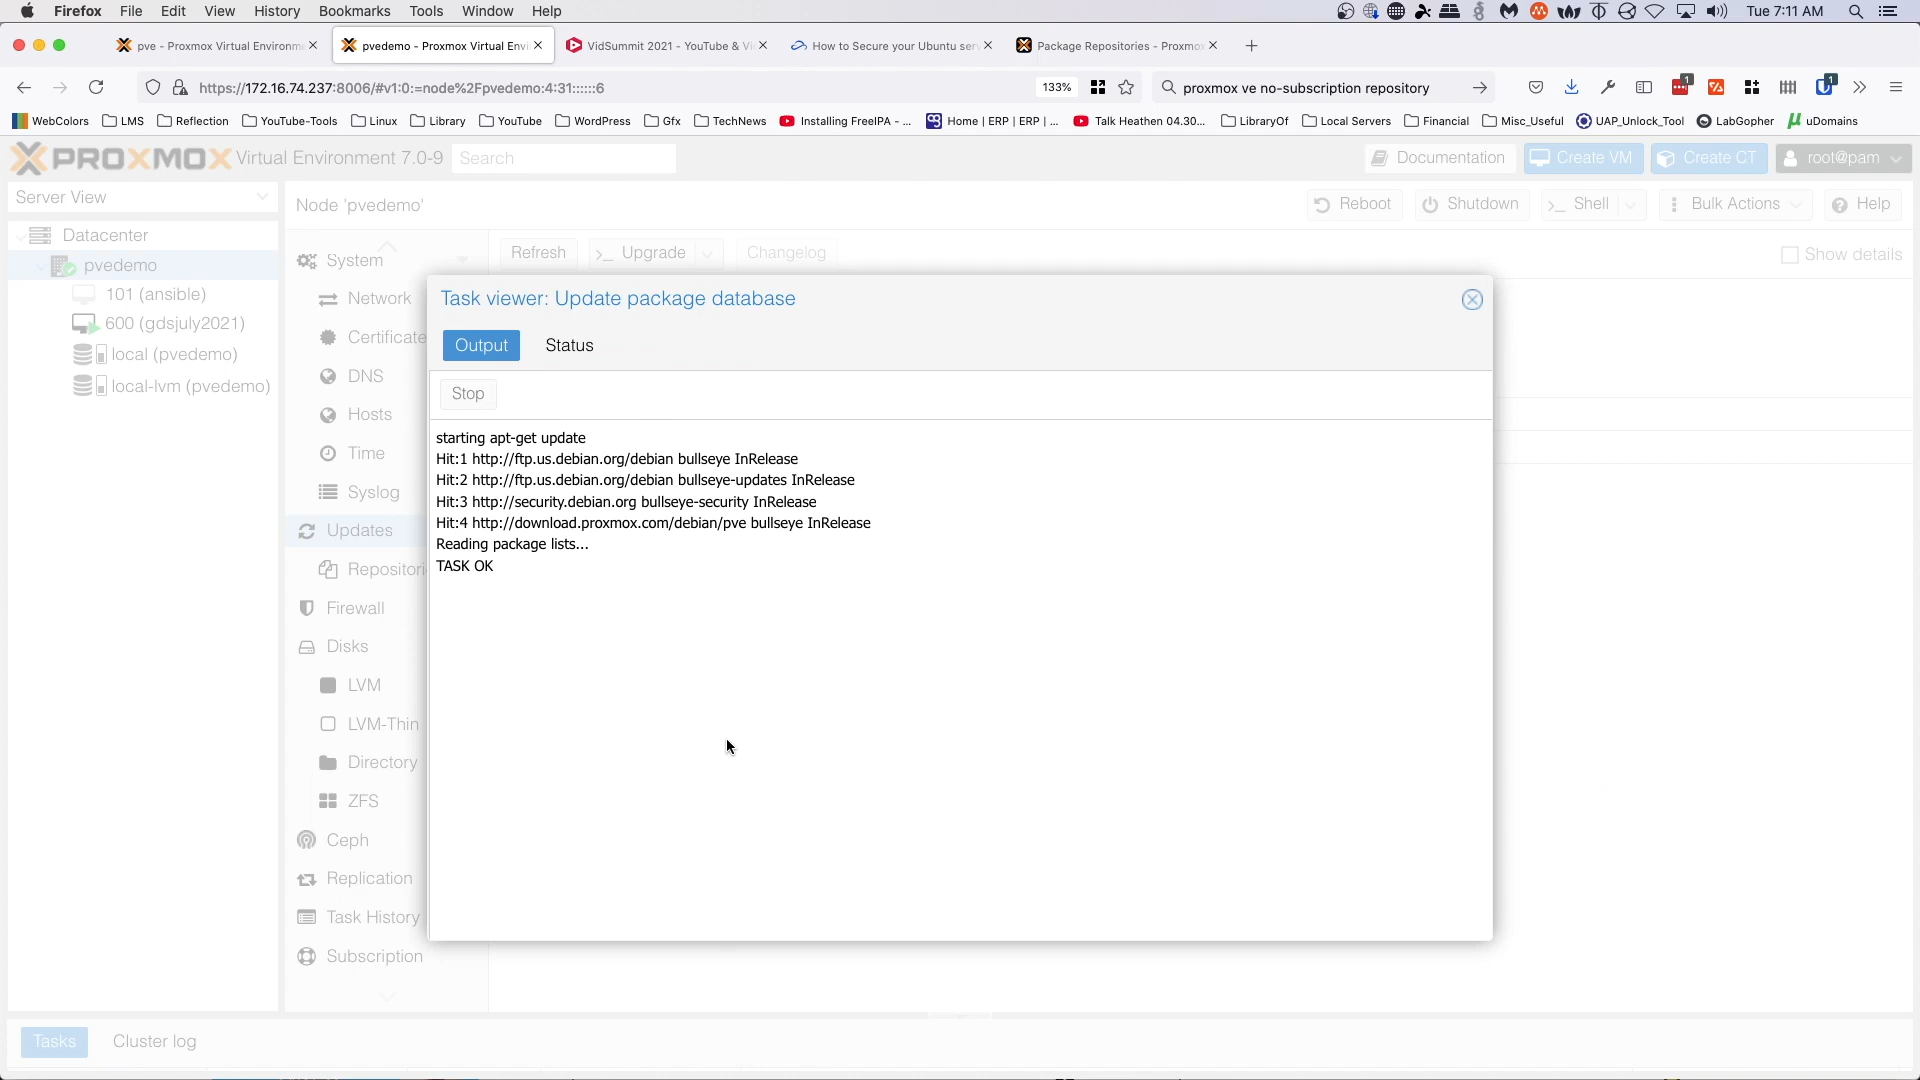 Firefox File Edit View History Bookmarks Tools Window Help Tue 7:11 AM
pve - Proxmox Virtual Environme
pvedemo - Proxmox Virtual Envi
VidSummit 2021 - YouTube & Vi
How to Secure your Ubuntu ser
Package Repositories - Proxmo
https://172.16.74.237:8006/#v1:0:=node%2Fpvedemo:4:31::::::6 133% proxmox ve no-subscription repository 1 1
WebColors LMS Reflection YouTube-Tools Linux Library YouTube WordPress Gfx TechNews Installing FreeIPA - ... Home | ERP | ERP | ... Talk Heathen 04.30... LibraryOf Local Servers Financial Misc_Useful UAP_Unlock_Tool LabGopher uDomains
PROXMOX Virtual Environment 7.0-9 Search Documentation Create VM Create CT root@pam
Server View
Node 'pvedemo' Reboot Shutdown Shell Bulk Actions Help
Datacenter
pvedemo
101 (ansible)
600 (gdsjuly2021)
local (pvedemo)
local-lvm (pvedemo)
System
Network
Certificate
DNS
Hosts
Time
Syslog
Updates
Repositori
Firewall
Disks
LVM
LVM-Thin
Directory
ZFS
Ceph
Replication
Task History
Subscription
Refresh Upgrade Changelog Show details
Task viewer: Update package database
Output Status
Stop
starting apt-get update
Hit:1 http://ftp.us.debian.org/debian bullseye InRelease
Hit:2 http://ftp.us.debian.org/debian bullseye-updates InRelease
Hit:3 http://security.debian.org bullseye-security InRelease
Hit:4 http://download.proxmox.com/debian/pve bullseye InRelease
Reading package lists...
TASK OK
Tasks Cluster log